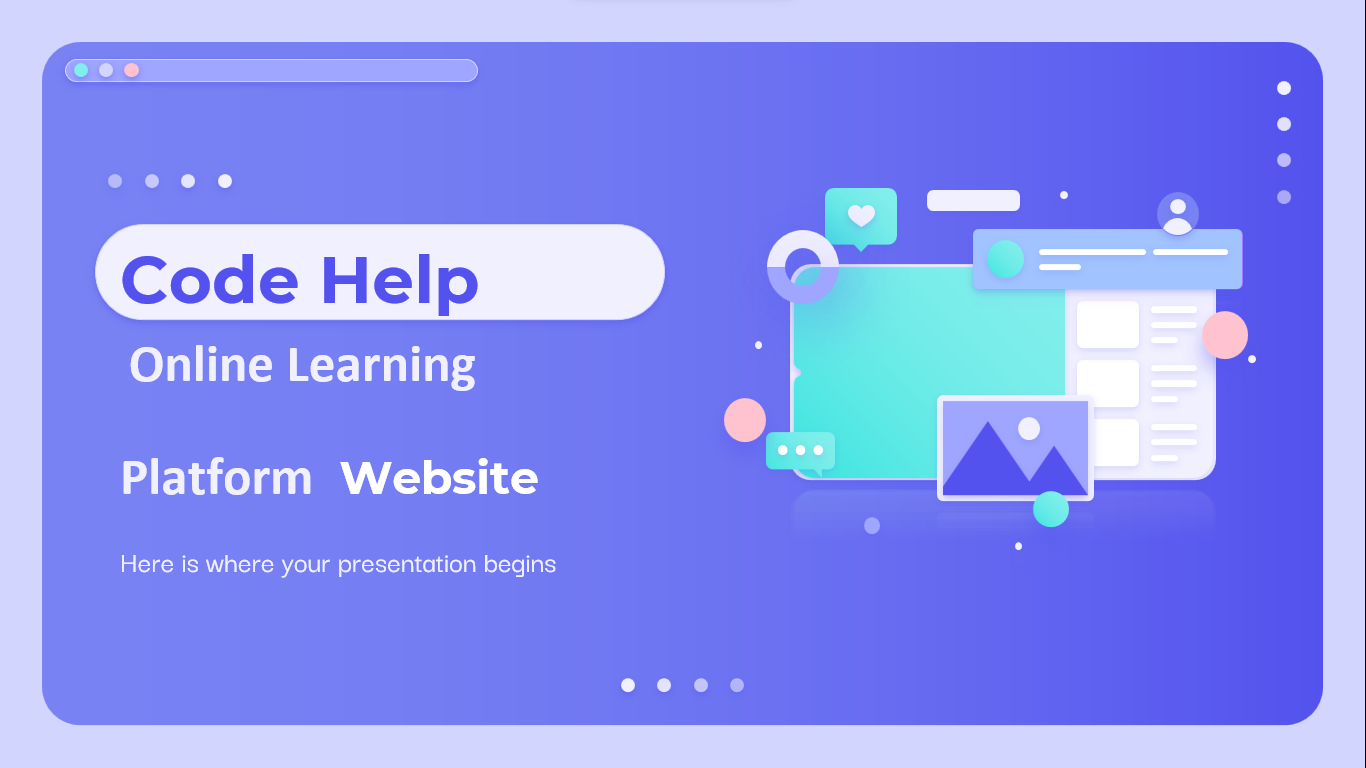 Code Help
Online Learning
Platform Website
Here is where your presentation begins